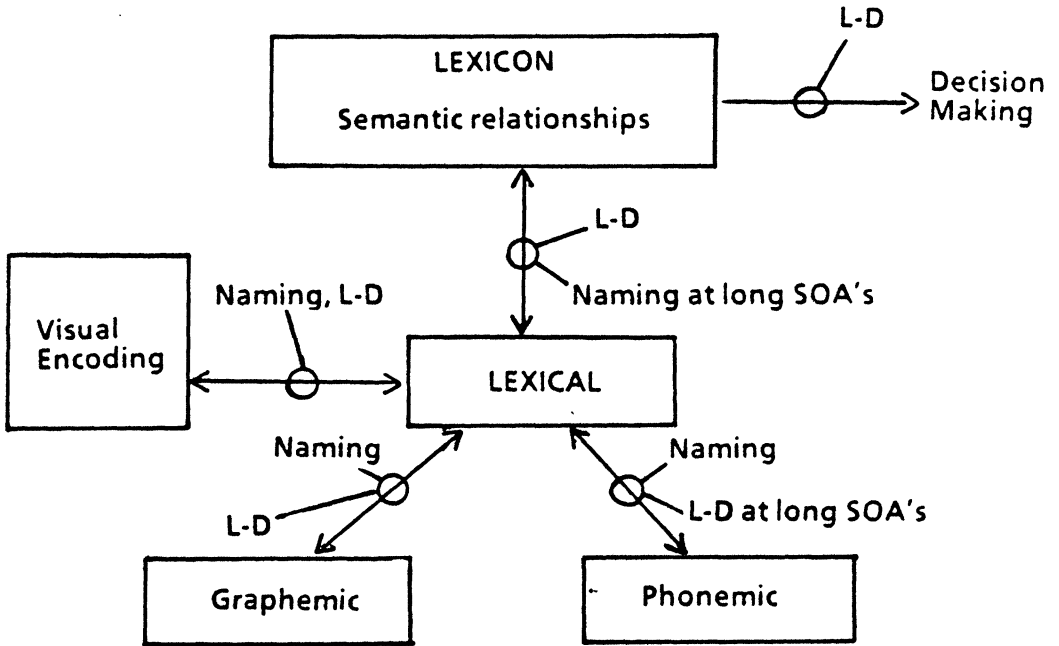 L-D
LEXICON
Semantic relationships
Decision
Making
L-D
Naming at long SOA's
Naming, L-D
Visual
Encoding
LEXICAL
Naming
L-D
Naming
L-D at long SOA's
Graphemic
Phonemic